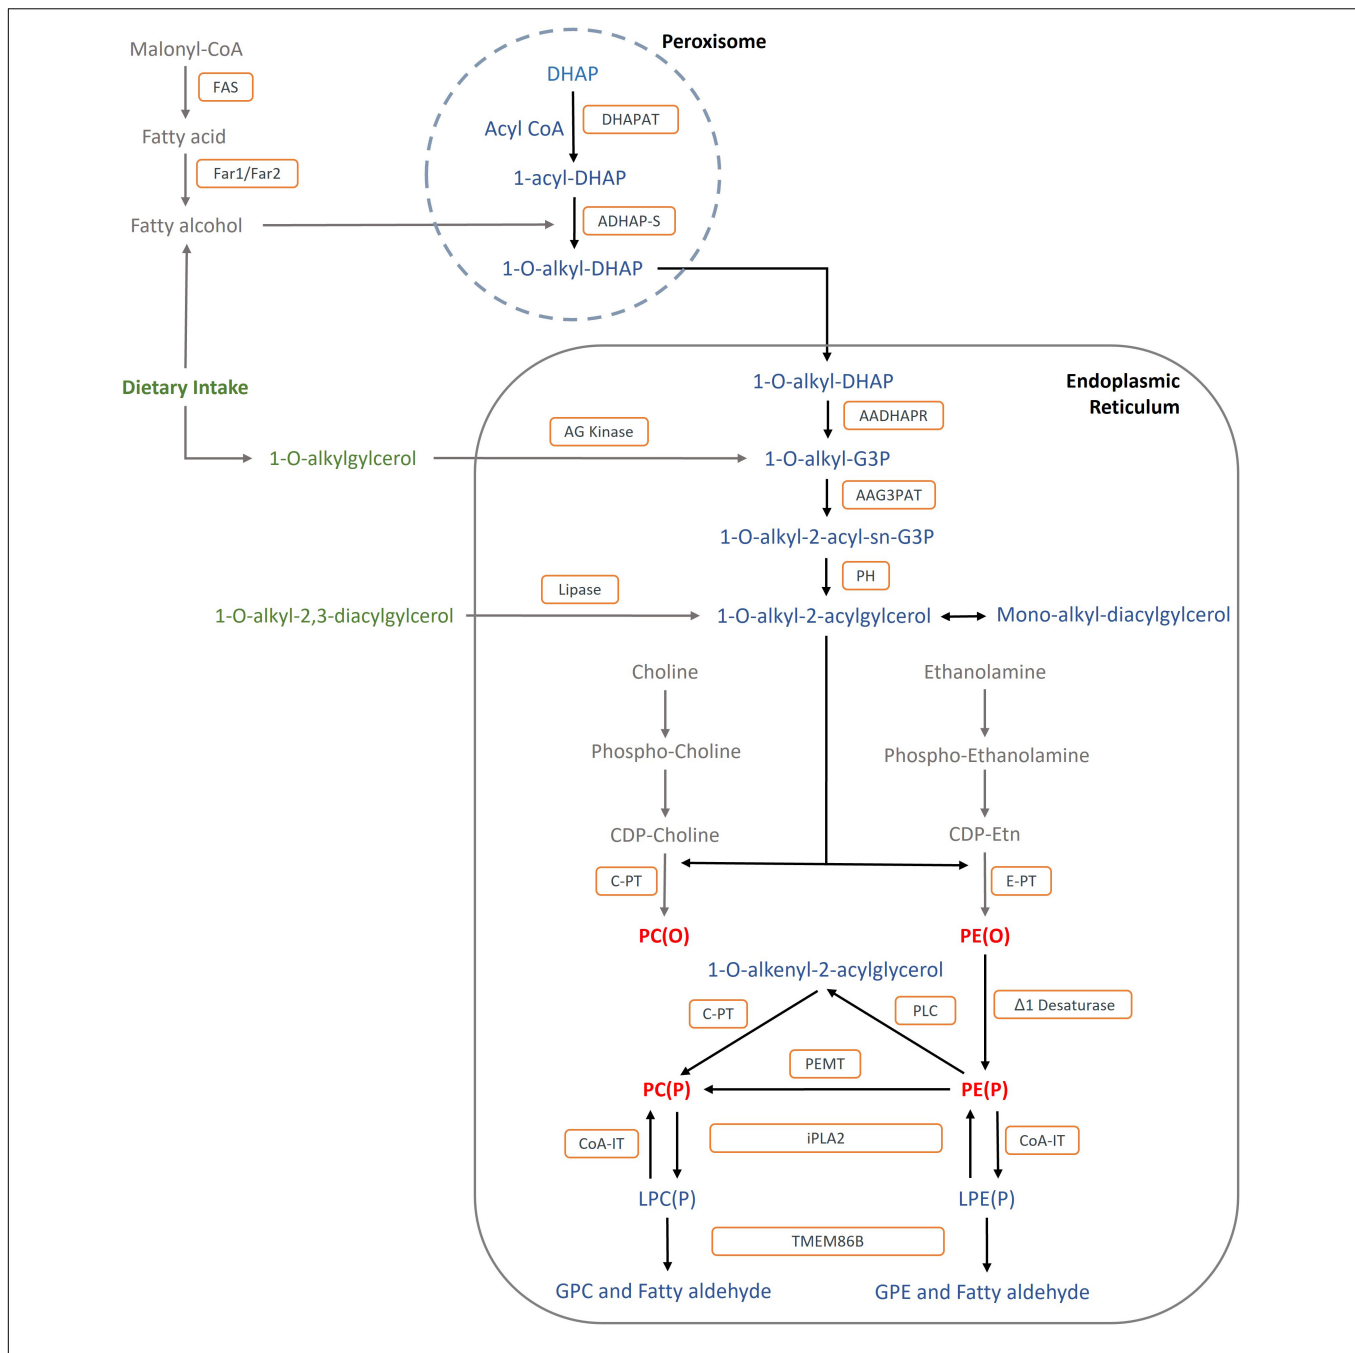 Malonyl-CoA
FAS
Fatty acid
Far1/Far2
Fatty alcohol
Peroxisome
DHAP
Acyl CoA
DHAPAT
1-acyl-DHAP
ADHAP-S
1-O-alkyl-DHAP
Dietary Intake
1-O-alkylgylcerol
AG Kinase
Endoplasmic
Reticulum
1-O-alkyl-DHAP
AADHAPR
1-O-alkyl-G3P
AAG3PAT
1-O-alkyl-2-acyl-sn-G3P
PH
1-O-alkyl-2,3-diacylgylcerol
Lipase
1-O-alkyl-2-acylgylcerol
Mono-alkyl-diacylgylcerol
Choline
Ethanolamine
Phospho-Choline
Phospho-Ethanolamine
CDP-Choline
CDP-Etn
C-PT
E-PT
PC(O)
PE(O)
1-O-alkenyl-2-acylglycerol
C-PT
PLC
Δ1 Desaturase
PEMT
PC(P)
PE(P)
CoA-IT
iPLA2
CoA-IT
LPC(P)
LPE(P)
TMEM86B
GPC and Fatty aldehyde
GPE and Fatty aldehyde